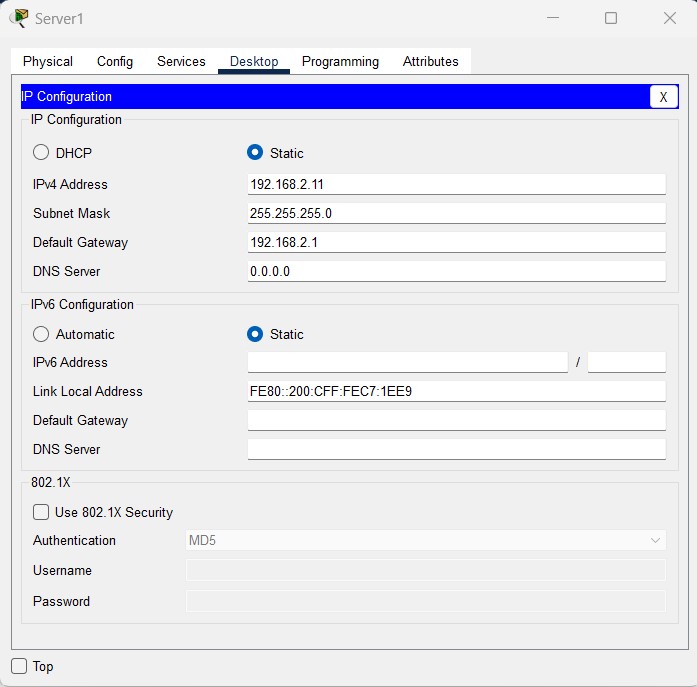 Server1
Physical Config Services Desktop Programming Attributes
IP Configuration X
IP Configuration
DHCP Static
IPv4 Address 192.168.2.11
Subnet Mask 255.255.255.0
Default Gateway 192.168.2.1
DNS Server 0.0.0.0
IPv6 Configuration
Automatic Static
IPv6 Address /
Link Local Address FE80::200:CFF:FEC7:1EE9
Default Gateway
DNS Server
802.1X
Use 802.1X Security
Authentication MD5
Username
Password
Top